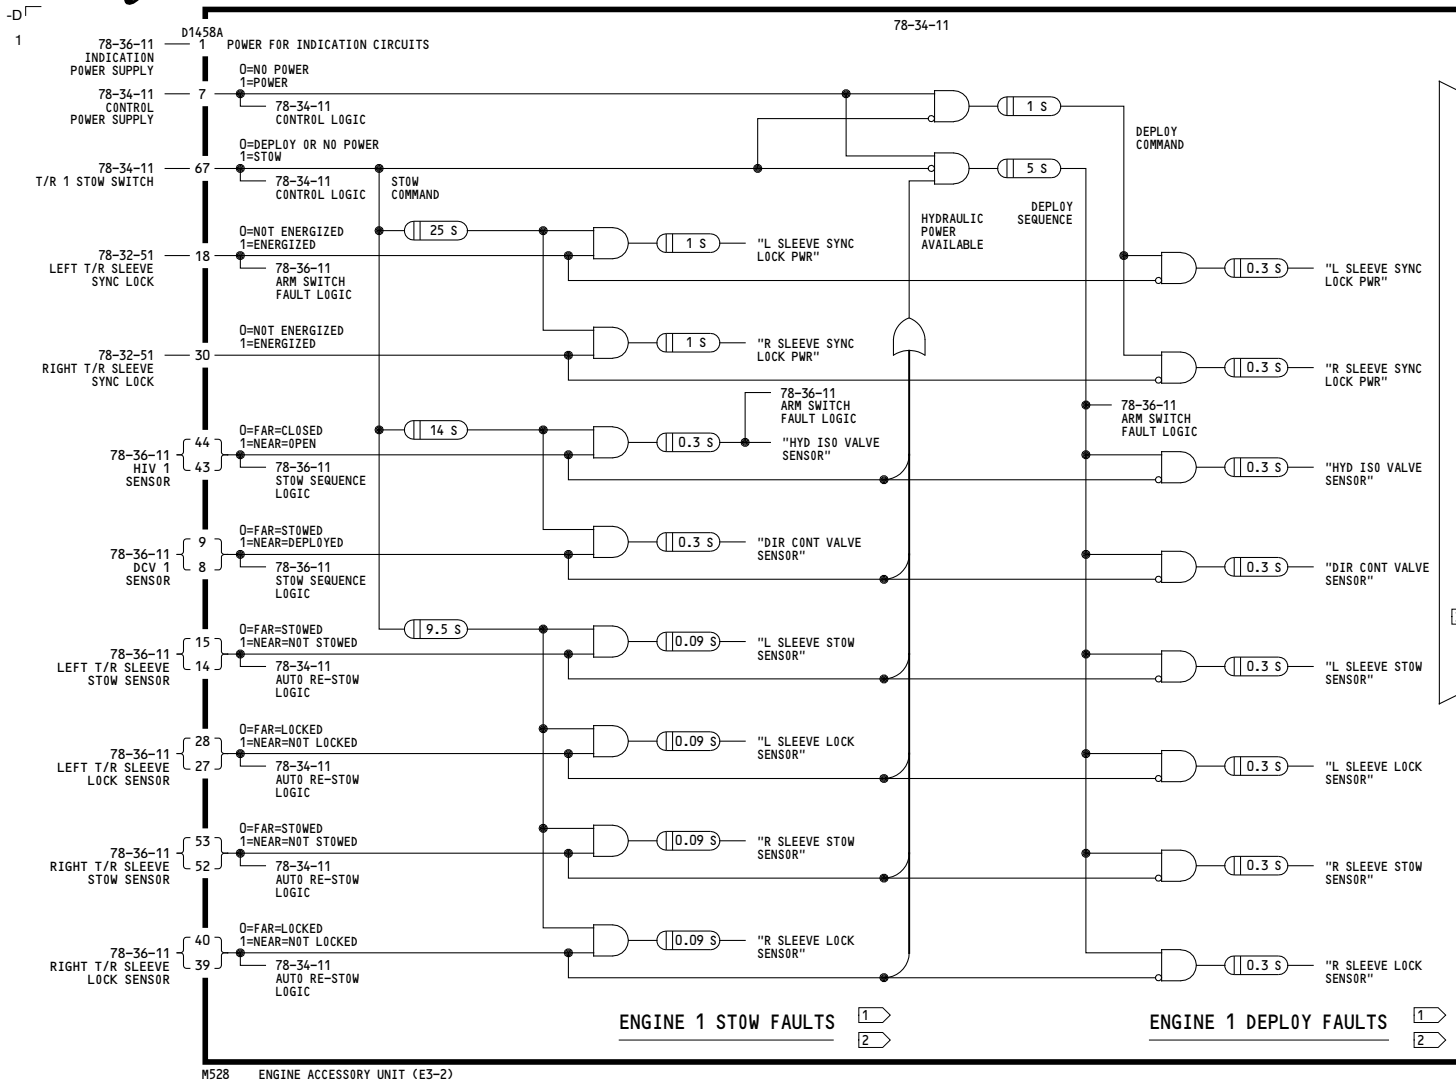 -D
1
78-34-11
D1458A
78-36-11
INDICATION
POWER SUPPLY
1
POWER FOR INDICATION CIRCUITS
78-34-11
CONTROL
POWER SUPPLY
7
0=NO POWER
1=POWER
78-34-11
CONTROL LOGIC
78-34-11
T/R 1 STOW SWITCH
67
0=DEPLOY OR NO POWER
1=STOW
78-34-11
CONTROL LOGIC
STOW
COMMAND
1 S
DEPLOY
COMMAND
5 S
DEPLOY
SEQUENCE
HYDRAULIC
POWER
AVAILABLE
78-32-51
LEFT T/R SLEEVE
SYNC LOCK
18
0=NOT ENERGIZED
1=ENERGIZED
78-36-11
ARM SWITCH
FAULT LOGIC
25 S
1 S
"L SLEEVE SYNC
LOCK PWR"
0.3 S
"L SLEEVE SYNC
LOCK PWR"
78-32-51
RIGHT T/R SLEEVE
SYNC LOCK
30
0=NOT ENERGIZED
1=ENERGIZED
1 S
"R SLEEVE SYNC
LOCK PWR"
0.3 S
"R SLEEVE SYNC
LOCK PWR"
78-36-11
ARM SWITCH
FAULT LOGIC
78-36-11
ARM SWITCH
FAULT LOGIC
78-36-11
HIV 1
SENSOR
44
43
0=FAR=CLOSED
1=NEAR=OPEN
78-36-11
STOW SEQUENCE
LOGIC
14 S
0.3 S
"HYD ISO VALVE
SENSOR"
0.3 S
"HYD ISO VALVE
SENSOR"
78-36-11
DCV 1
SENSOR
9
8
0=FAR=STOWED
1=NEAR=DEPLOYED
78-36-11
STOW SEQUENCE
LOGIC
0.3 S
"DIR CONT VALVE
SENSOR"
0.3 S
"DIR CONT VALVE
SENSOR"
78-36-11
LEFT T/R SLEEVE
STOW SENSOR
15
14
0=FAR=STOWED
1=NEAR=NOT STOWED
78-34-11
AUTO RE-STOW
LOGIC
9.5 S
0.09 S
"L SLEEVE STOW
SENSOR"
0.3 S
"L SLEEVE STOW
SENSOR"
78-36-11
LEFT T/R SLEEVE
LOCK SENSOR
28
27
0=FAR=LOCKED
1=NEAR=NOT LOCKED
78-34-11
AUTO RE-STOW
LOGIC
0.09 S
"L SLEEVE LOCK
SENSOR"
0.3 S
"L SLEEVE LOCK
SENSOR"
78-36-11
RIGHT T/R SLEEVE
STOW SENSOR
53
52
0=FAR=STOWED
1=NEAR=NOT STOWED
78-34-11
AUTO RE-STOW
LOGIC
0.09 S
"R SLEEVE STOW
SENSOR"
0.3 S
"R SLEEVE STOW
SENSOR"
78-36-11
RIGHT T/R SLEEVE
LOCK SENSOR
40
39
0=FAR=LOCKED
1=NEAR=NOT LOCKED
78-34-11
AUTO RE-STOW
LOGIC
0.09 S
"R SLEEVE LOCK
SENSOR"
0.3 S
"R SLEEVE LOCK
SENSOR"
ENGINE 1 STOW FAULTS
1
2
ENGINE 1 DEPLOY FAULTS
1
2
M528 ENGINE ACCESSORY UNIT (E3-2)